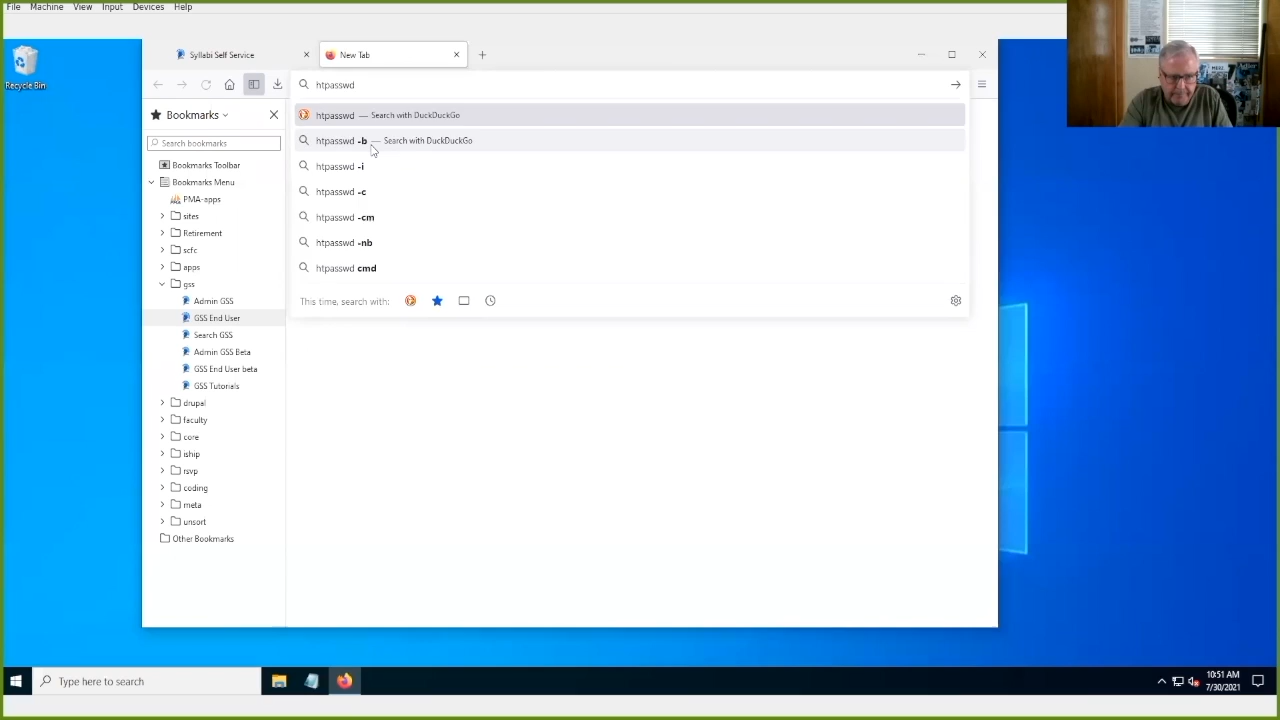 File Machine View Input Devices Help
Recycle Bin
Syllabi Self Service
New Tab
htpasswd
Bookmarks
Search bookmarks
Bookmarks Toolbar
Bookmarks Menu
PMA-apps
sites
Retirement
scfc
apps
gss
Admin GSS
GSS End User
Search GSS
Admin GSS Beta
GSS End User beta
GSS Tutorials
drupal
faculty
core
iship
rsvp
coding
meta
unsort
Other Bookmarks
htpasswd — Search with DuckDuckGo
htpasswd -b — Search with DuckDuckGo
htpasswd -i
htpasswd -c
htpasswd -cm
htpasswd -nb
htpasswd cmd
This time, search with:
Type here to search
10:51 AM
7/30/2021